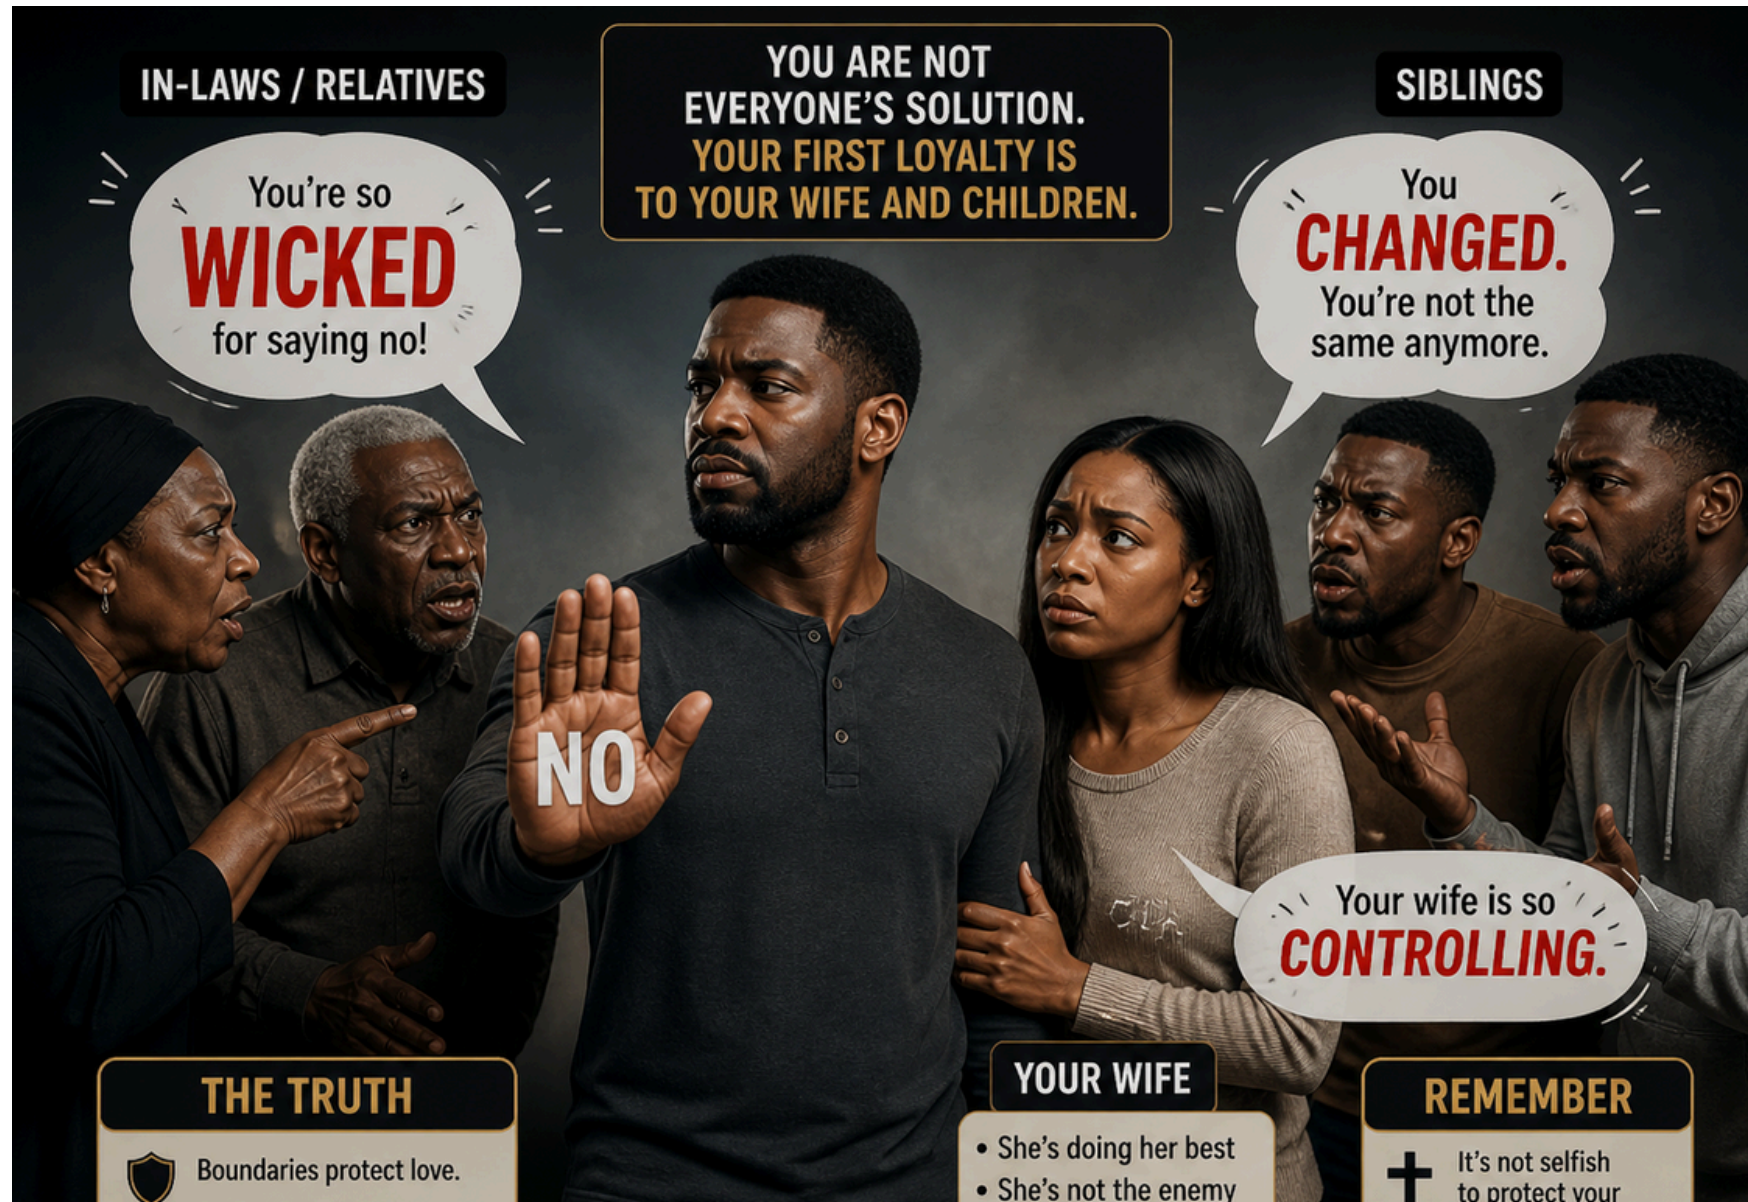 IN-LAWS / RELATIVES
You're so
WICKED
for saying no!
YOU ARE NOT
EVERYONE'S SOLUTION.
YOUR FIRST LOYALTY IS
TO YOUR WIFE AND CHILDREN.
SIBLINGS
You
CHANGED.
You're not the
same anymore.
NO
Your wife is so
CONTROLLING.
THE TRUTH
Boundaries protect love.
YOUR WIFE
• She's doing her best
• She's not the enemy
REMEMBER
It's not selfish
to protect your